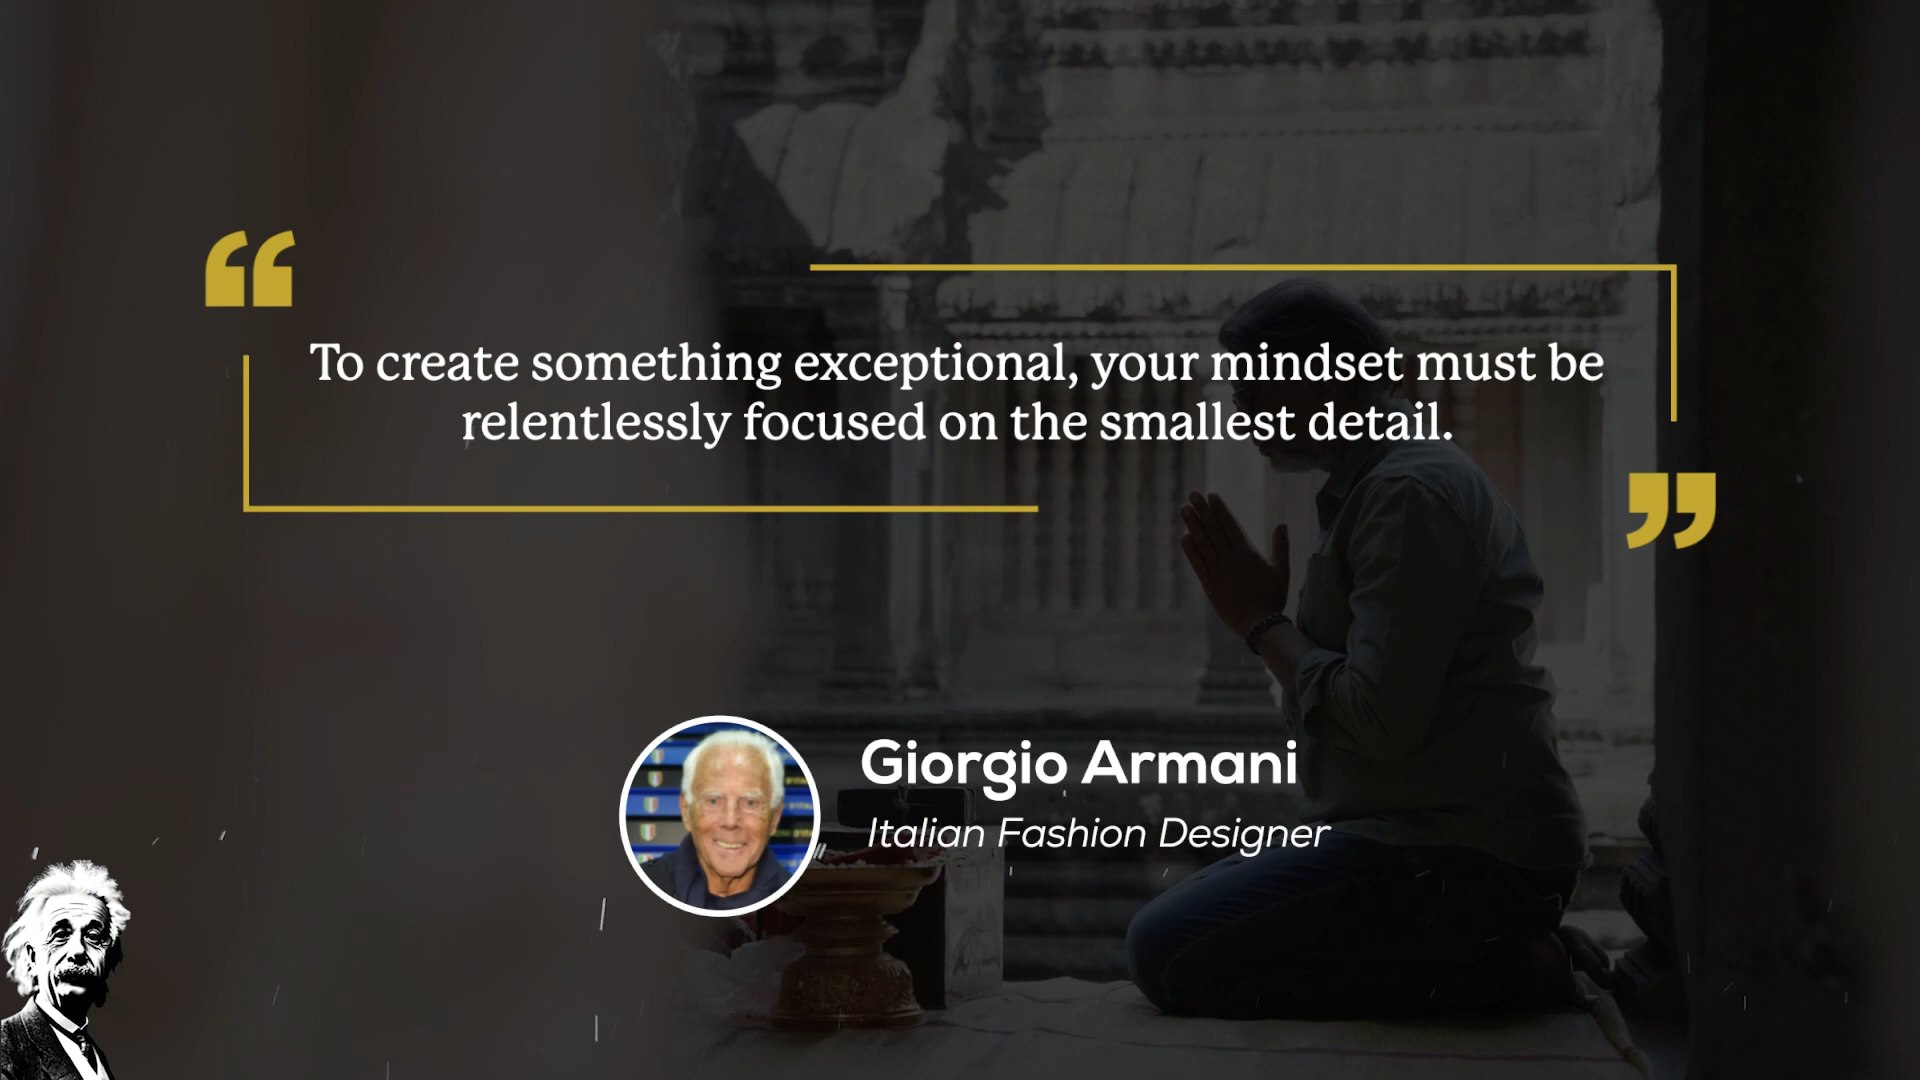 “
To create something exceptional, your mindset must be
relentlessly focused on the smallest detail.
”
Giorgio Armani
Italian Fashion Designer